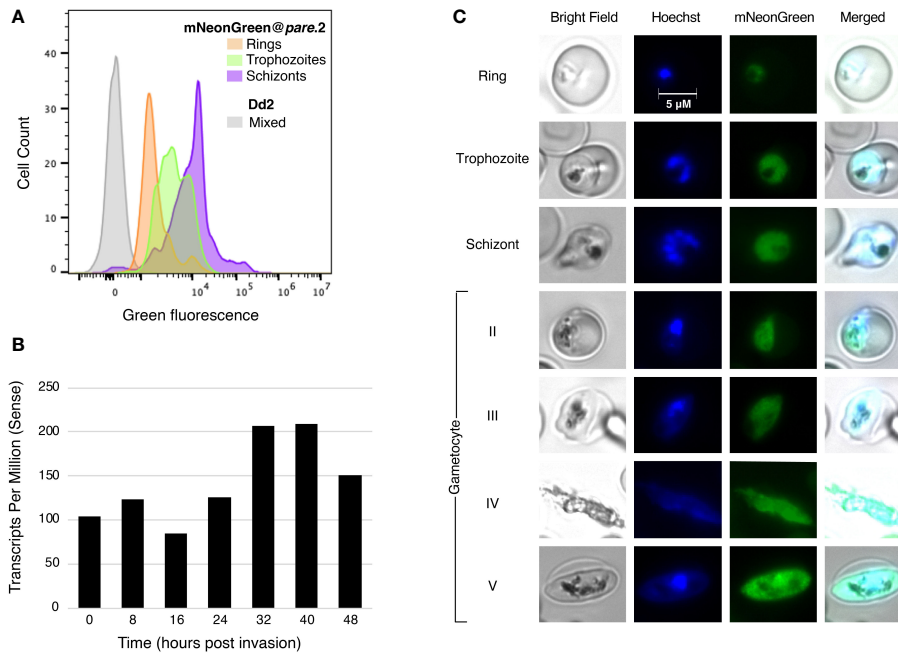 A
mNeonGreen@pare.2
Rings
Trophozoites
Schizonts
Dd2
Mixed
Cell Count
40
30
20
10
0
0 10⁴ 10⁵ 10⁶ 10⁷
Green fluorescence
B
Transcripts Per Million (Sense)
250
200
150
100
50
0
0 8 16 24 32 40 48
Time (hours post invasion)
C
Bright Field Hoechst mNeonGreen Merged
Ring
5 µM
Trophozoite
Schizont
Gametocyte
II
III
IV
V